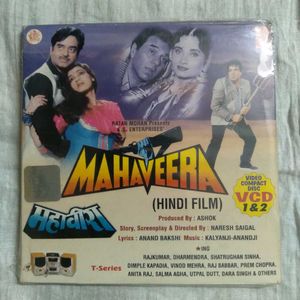 RATAN MOHAN Presents
A. S. ENTERPRISES'
MAHAVEERA
(HINDI FILM)
महावीरा
VIDEO
COMPACT
DISC
VCD
1&2
Produced By : ASHOK
Story, Screenplay & Directed By : NARESH SAIGAL
Lyrics : ANAND BAKSHI Music : KALYANJI-ANANDJI
*ING
RAJKUMAR, DHARMENDRA, SHATRUGHAN SINHA,
DIMPLE KAPADIA, VINOD MEHRA, RAJ BABBAR, PREM CHOPRA,
ANITA RAJ, SALMA AGHA, UTPAL DUTT, DARA SINGH & OTHERS
T-Series